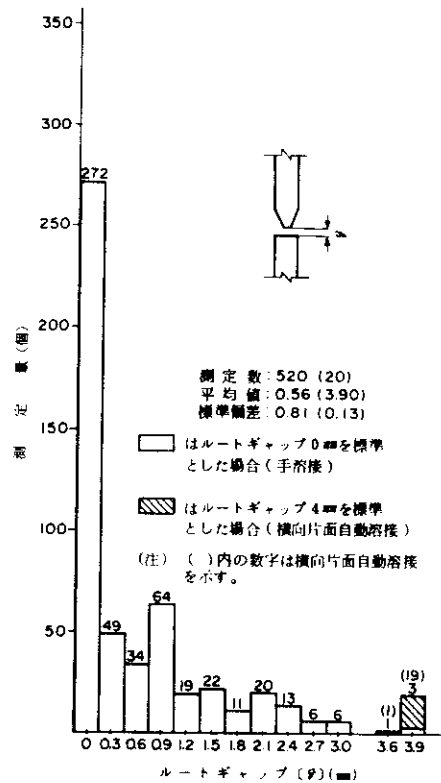 350
300
272
250
200
測定数:520 (20)
平均値:0.56 (3.90)
標準偏差:0.81 (0.13)
はルートギャップ0㎜を標準
とした場合(手溶接)
150
はルートギャップ4㎜を標準
とした場合(横向片面自動溶接)
(注) ( )内の数字は横向片面自動溶接
を示す。
100
測定量(個)
64
50
49
34
19
22
11
20
13
6
6
(1)
1
(19)
3
g
0 0.3 0.6 0.9 1.2 1.5 1.8 2.1 2.4 2.7 3.0 3.6 3.9
ルートギャップ〔g〕(㎜)